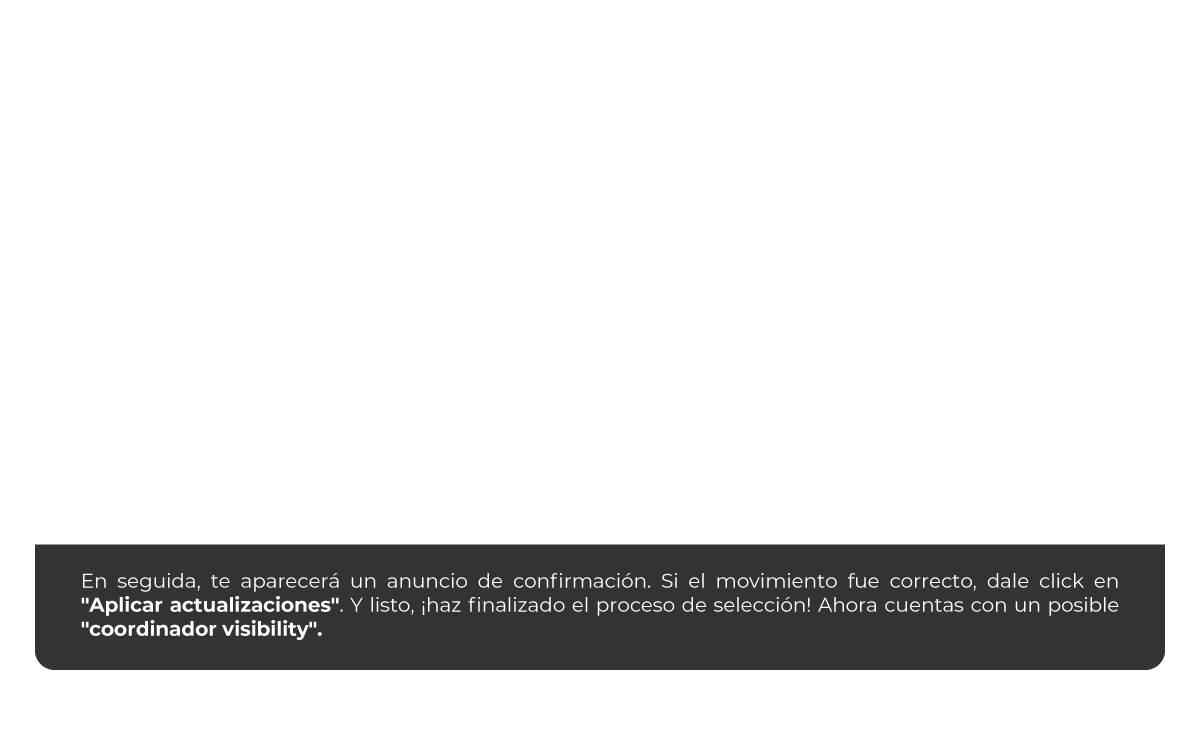 En seguida, te aparecerá un anuncio de confirmación. Si el movimiento fue correcto, dale click en
"Aplicar actualizaciones". Y listo, ¡haz finalizado el proceso de selección! Ahora cuentas con un posible
"coordinador visibility".